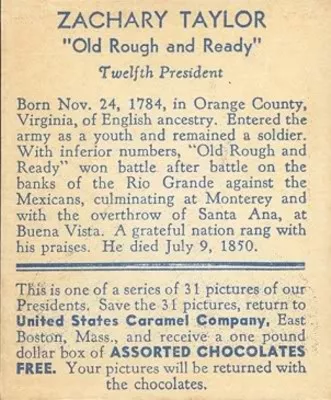 ZACHARY TAYLOR
"Old Rough and Ready"
Twelfth President
Born Nov. 24, 1784, in Orange County,
Virginia, of English ancestry. Entered the
army as a youth and remained a soldier.
With inferior numbers, "Old Rough and
Ready" won battle after battle on the
banks of the Rio Grande against the
Mexicans, culminating at Monterey and
with the overthrow of Santa Ana, at
Buena Vista. A grateful nation rang with
his praises. He died July 9, 1850.
This is one of a series of 31 pictures of our
Presidents. Save the 31 pictures, return to
United States Caramel Company, East
Boston, Mass., and receive a one pound
dollar box of ASSORTED CHOCOLATES
FREE. Your pictures will be returned with
the chocolates.